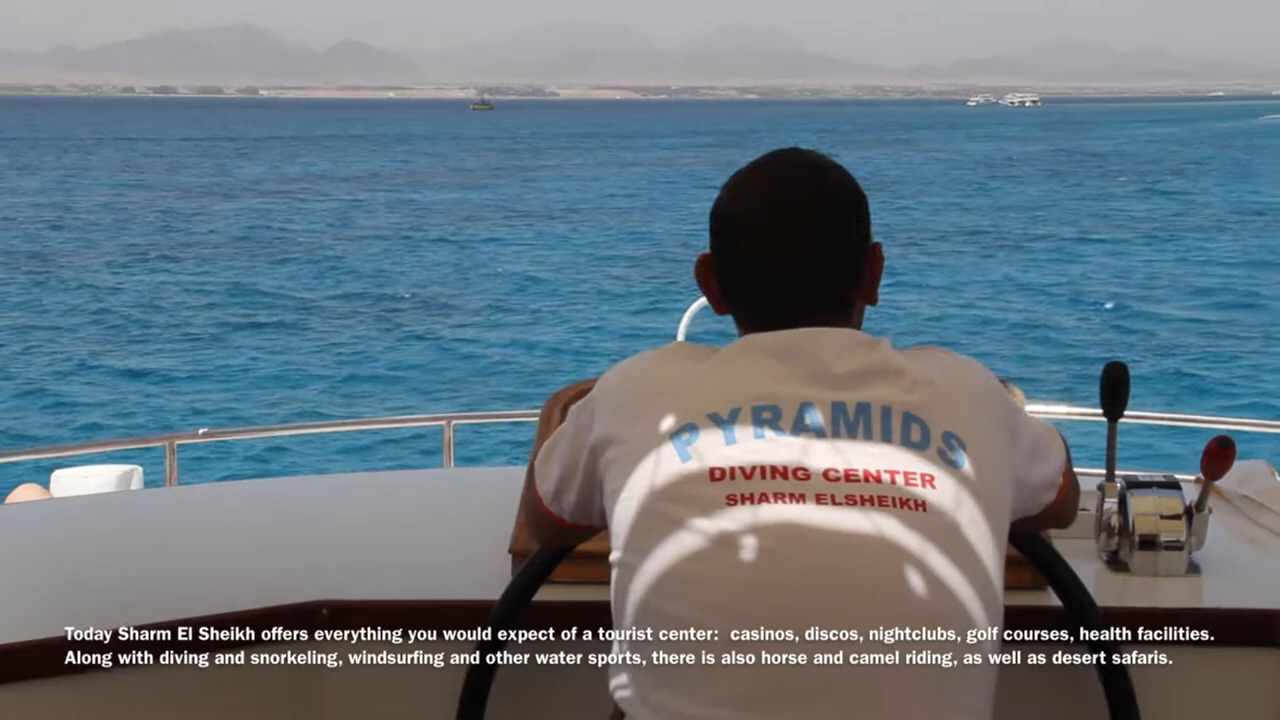 PYRAMIDS
DIVING CENTER
SHARM ELSHEIKH
Today Sharm El Sheikh offers everything you would expect of a tourist center:  casinos, discos, nightclubs, golf courses, health facilities.
Along with diving and snorkeling, windsurfing and other water sports, there is also horse and camel riding, as well as desert safaris.